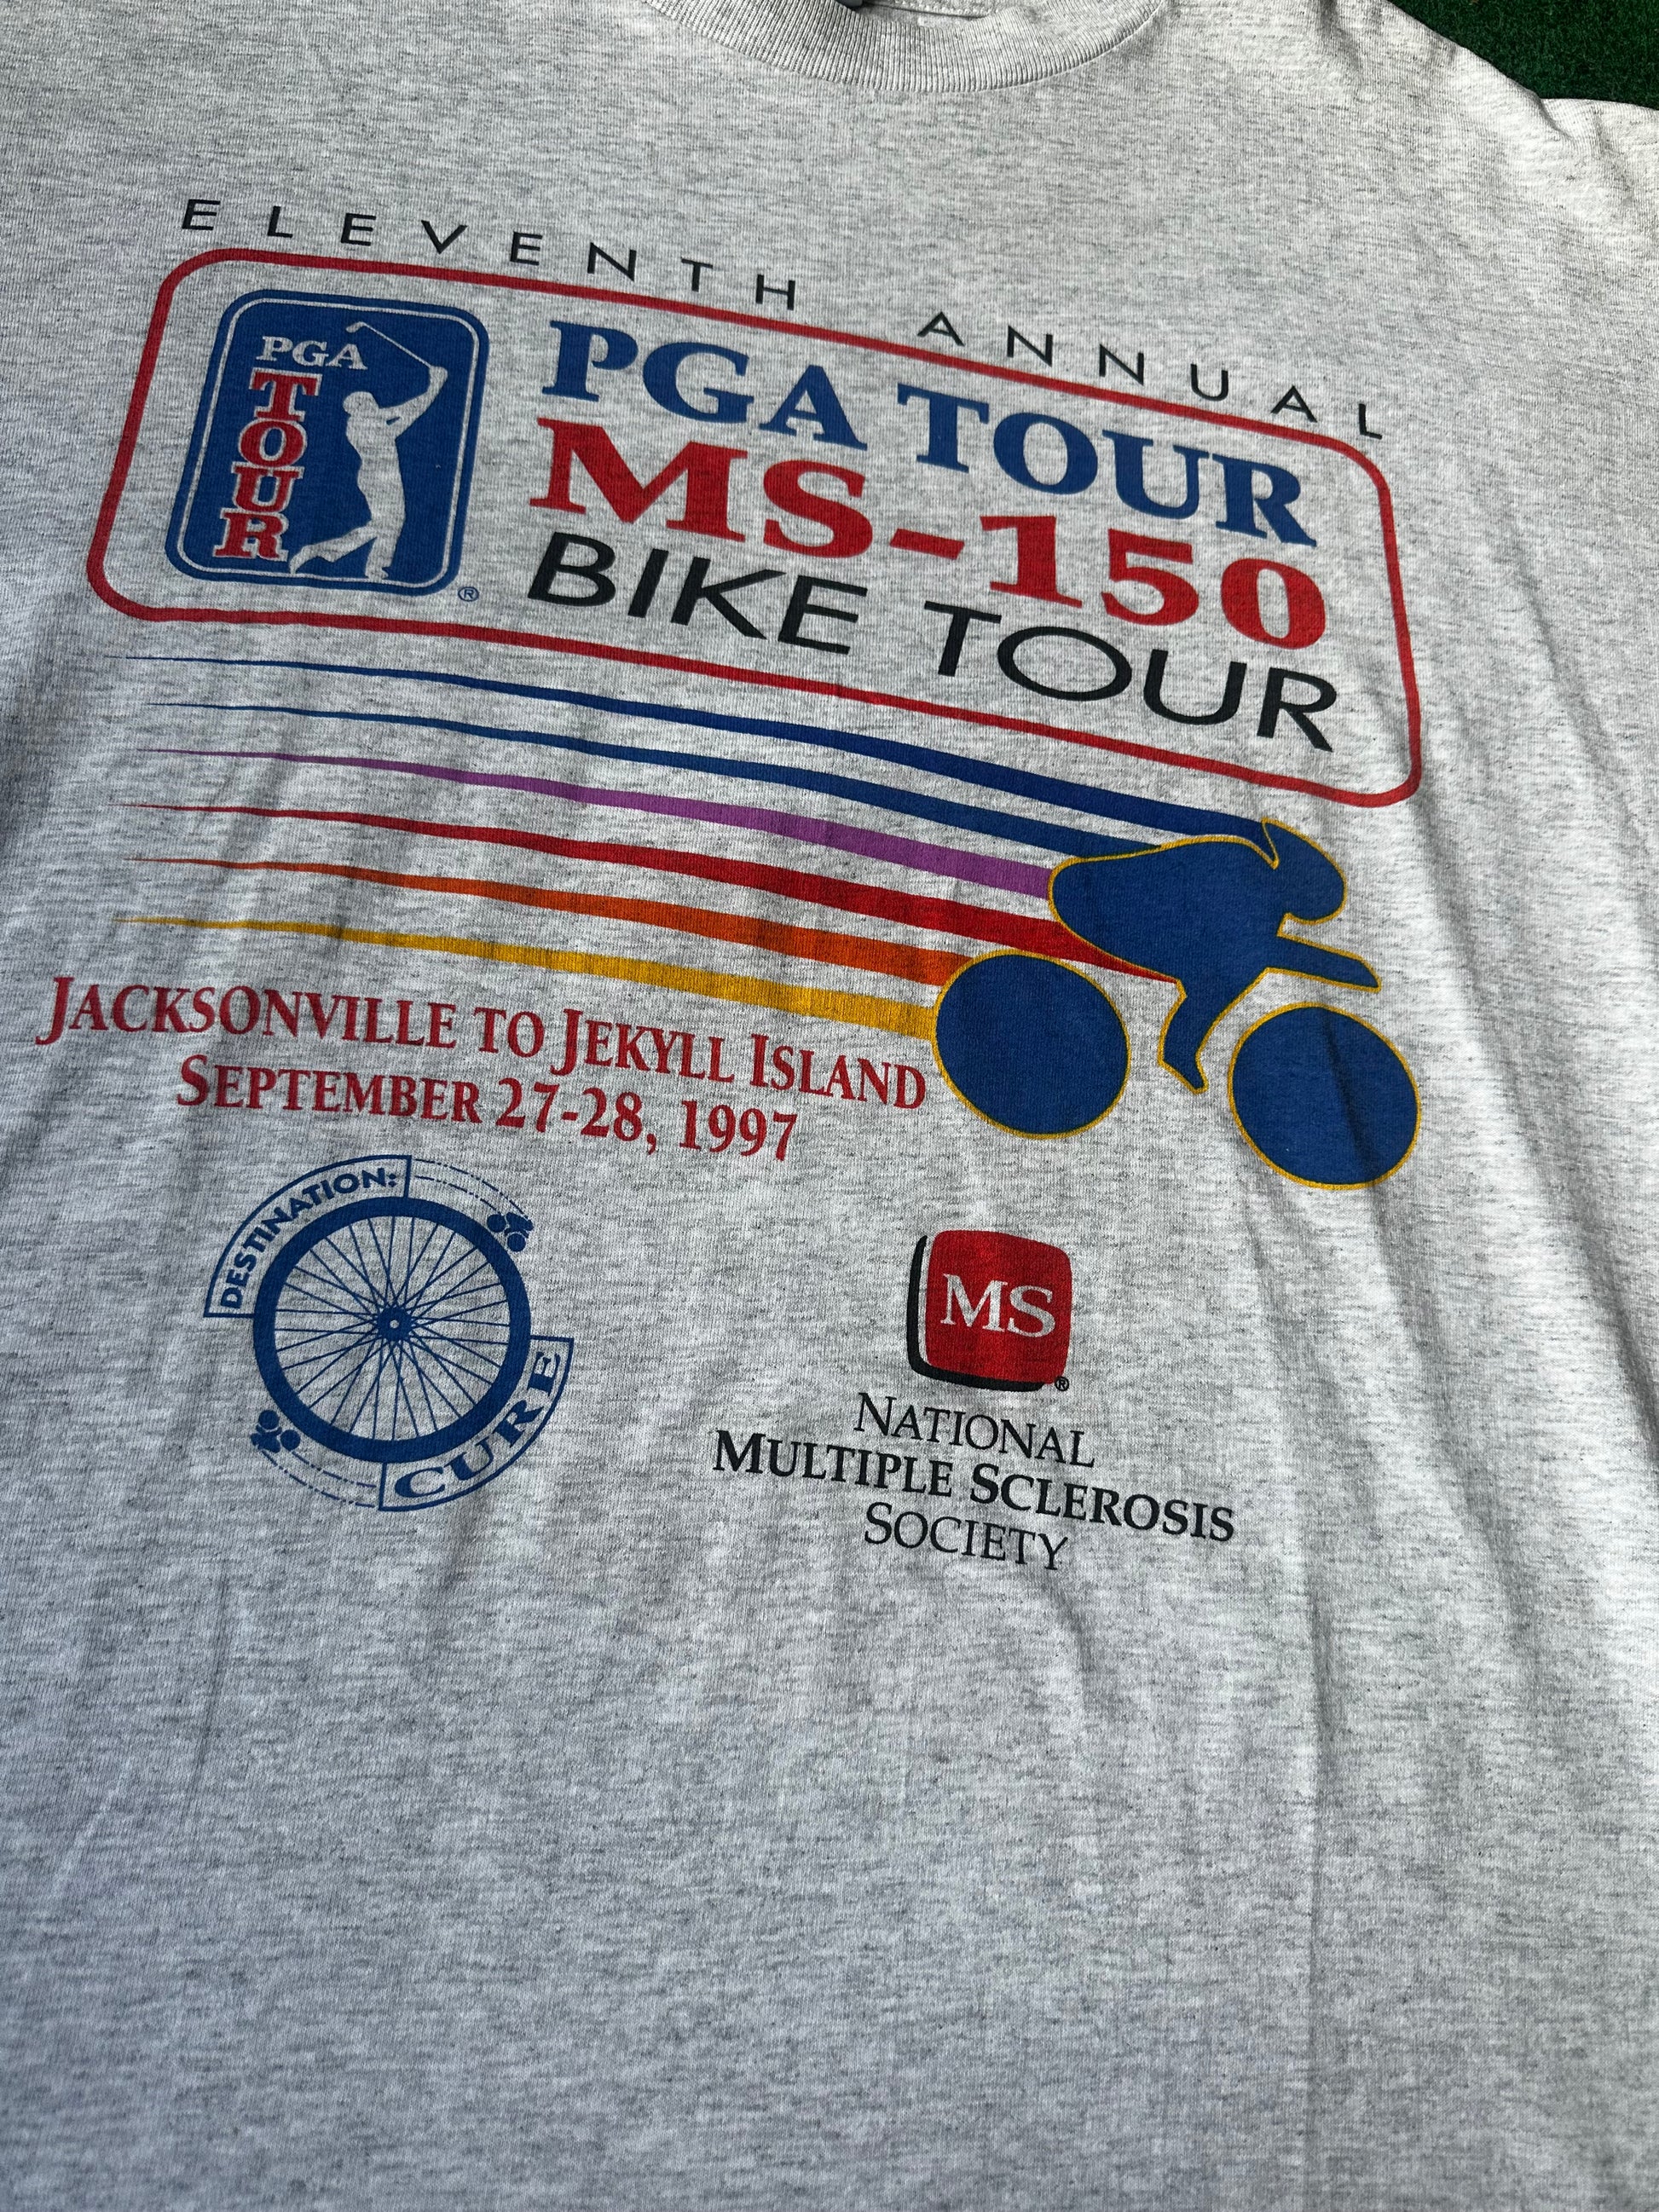 ELEVENTH ANNUAL
PGA
TOUR
®
PGA TOUR
MS-150
BIKE TOUR
JACKSONVILLE TO JEKYLL ISLAND
SEPTEMBER 27-28, 1997
DESTINATION:
CURE
MS
®
NATIONAL
MULTIPLE SCLEROSIS
SOCIETY